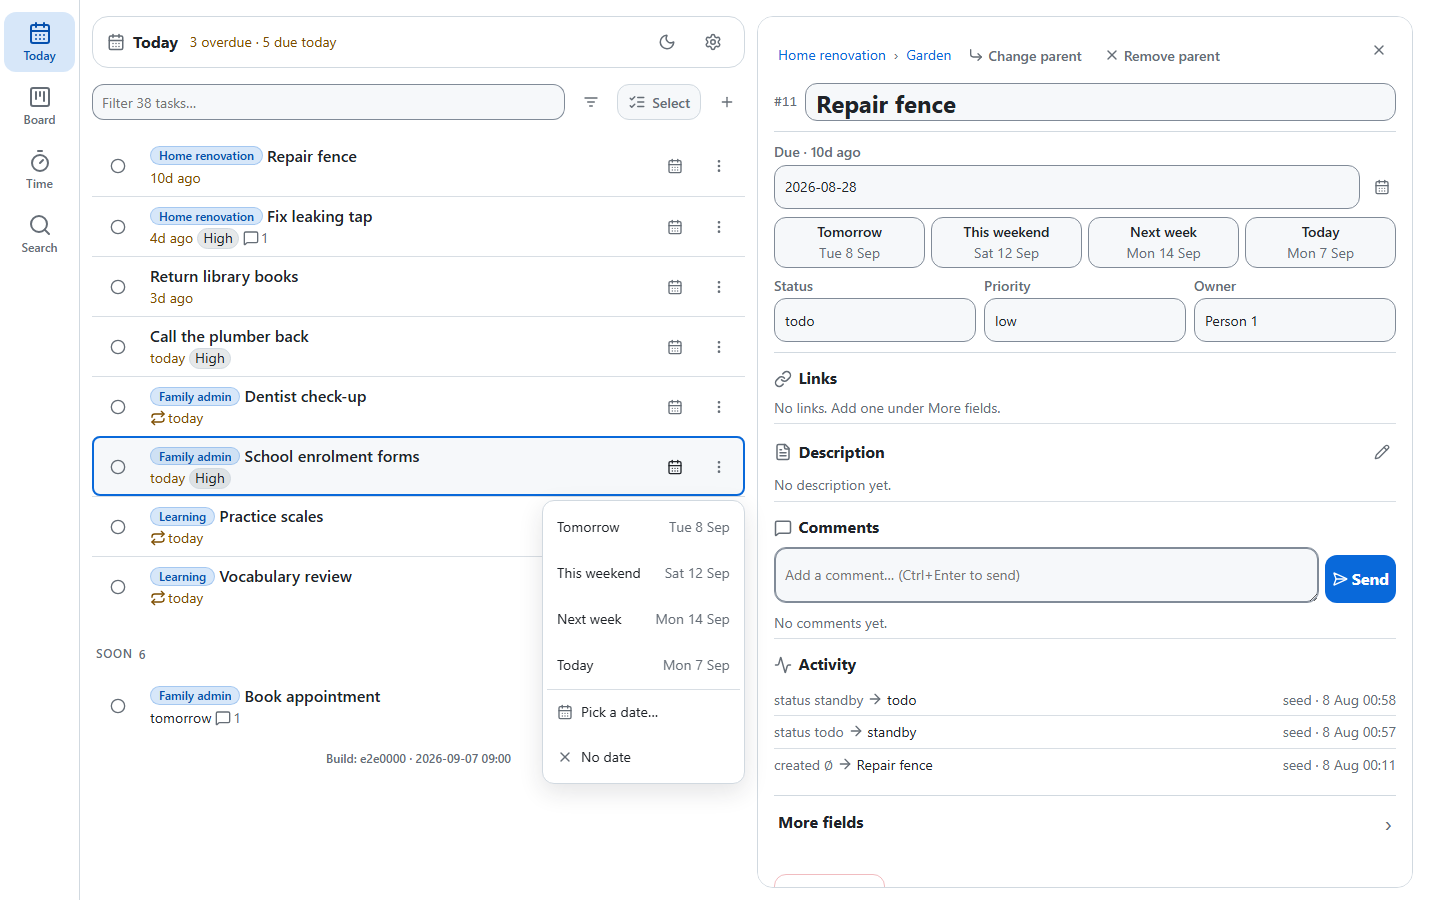 Today
Board
Time
Search
Today 3 overdue · 5 due today
Filter 38 tasks...
Select
Home renovation Repair fence
10d ago
Home renovation Fix leaking tap
4d ago High 1
Return library books
3d ago
Call the plumber back
today High
Family admin Dentist check-up
today
Family admin School enrolment forms
today High
Learning Practice scales
today
Learning Vocabulary review
today
SOON 6
Family admin Book appointment
tomorrow 1
Build: e2e0000 · 2026-09-07 09:00
Tomorrow Tue 8 Sep
This weekend Sat 12 Sep
Next week Mon 14 Sep
Today Mon 7 Sep
Pick a date...
No date
Home renovation › Garden Change parent Remove parent
#11 Repair fence
Due · 10d ago
2026-08-28
Tomorrow This weekend Next week Today
Tue 8 Sep Sat 12 Sep Mon 14 Sep Mon 7 Sep
Status Priority Owner
todo low Person 1
Links
No links. Add one under More fields.
Description
No description yet.
Comments
Add a comment... (Ctrl+Enter to send)
Send
No comments yet.
Activity
status standby → todo seed · 8 Aug 00:58
status todo → standby seed · 8 Aug 00:57
created ∅ → Repair fence seed · 8 Aug 00:11
More fields